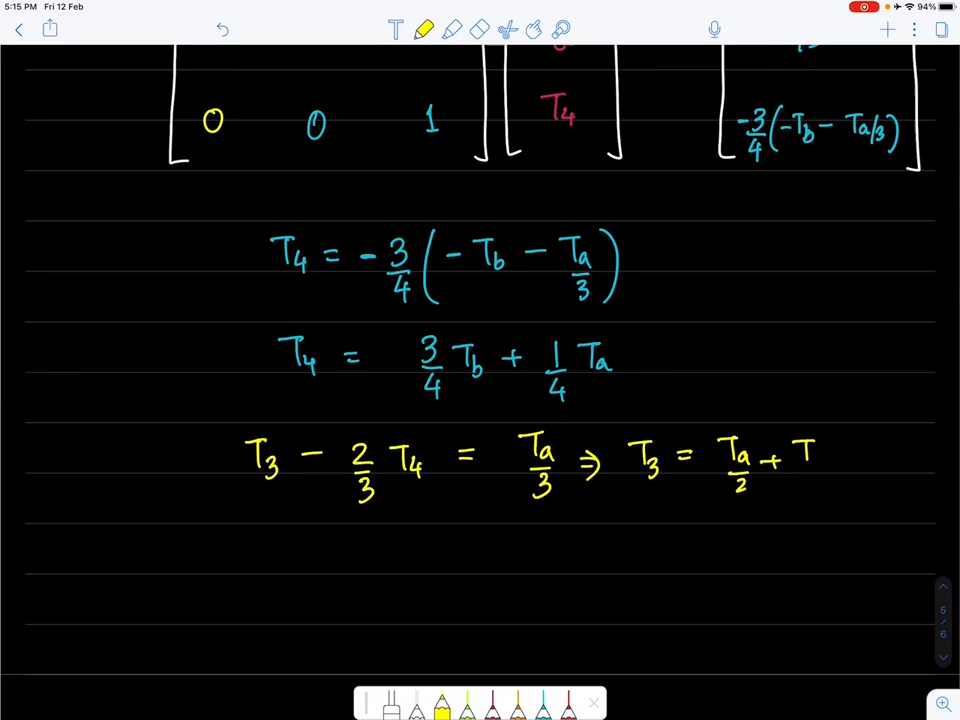 5:15 PM Fri 12 Feb 94%
T
T4
0 0 1 -3/4(-Tb - Ta/3)
T4 = -3/4(-Tb - Ta/3)
T4 = 3/4 Tb + 1/4 Ta
T3 - 2/3 T4 = Ta/3 ⇒ T3 = Ta/2 + T
5/6